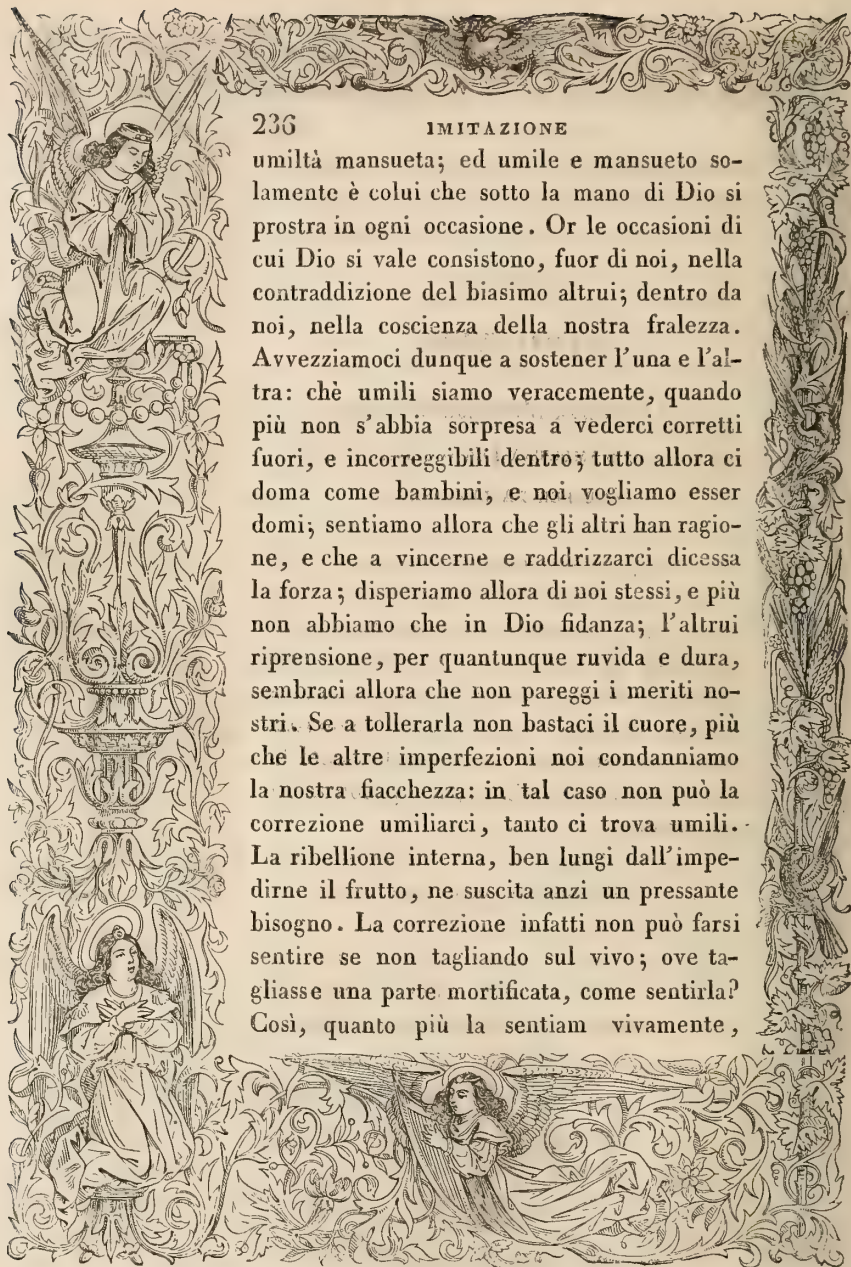 236 IMITAZIONE
umiltà mansueta; ed umile e mansueto so-
lamente è colui che sotto la mano di Dio si
prostra in ogni occasione. Or le occasioni di
cui Dio si vale consistono, fuor di noi, nella
contraddizione del biasimo altrui; dentro da
noi, nella coscienza della nostra fralezza.
Avvezziamoci dunque a sostener l'una e l'al-
tra: chè umili siamo veracemente, quando
più non s'abbia sorpresa a vederci corretti
fuori, e incorreggibili dentro; tutto allora ci
doma come bambini, e noi vogliamo esser
domi; sentiamo allora che gli altri han ragio-
ne, e che a vincerne e raddrizzarci dicessa
la forza; disperiamo allora di noi stessi, e più
non abbiamo che in Dio fidanza; l'altrui
riprensione, per quantunque ruvida e dura,
sembraci allora che non pareggi i meriti no-
stri. Se a tollerarla non bastaci il cuore, più
che le altre imperfezioni noi condanniamo
la nostra fiacchezza: in tal caso non può la
correzione umiliarci, tanto ci trova umili.
La ribellione interna, ben lungi dall'impe-
dirne il frutto, ne suscita anzi un pressante
bisogno. La correzione infatti non può farsi
sentire se non tagliando sul vivo; ove ta-
gliasse una parte mortificata, come sentirla?
Così, quanto più la sentiam vivamente,